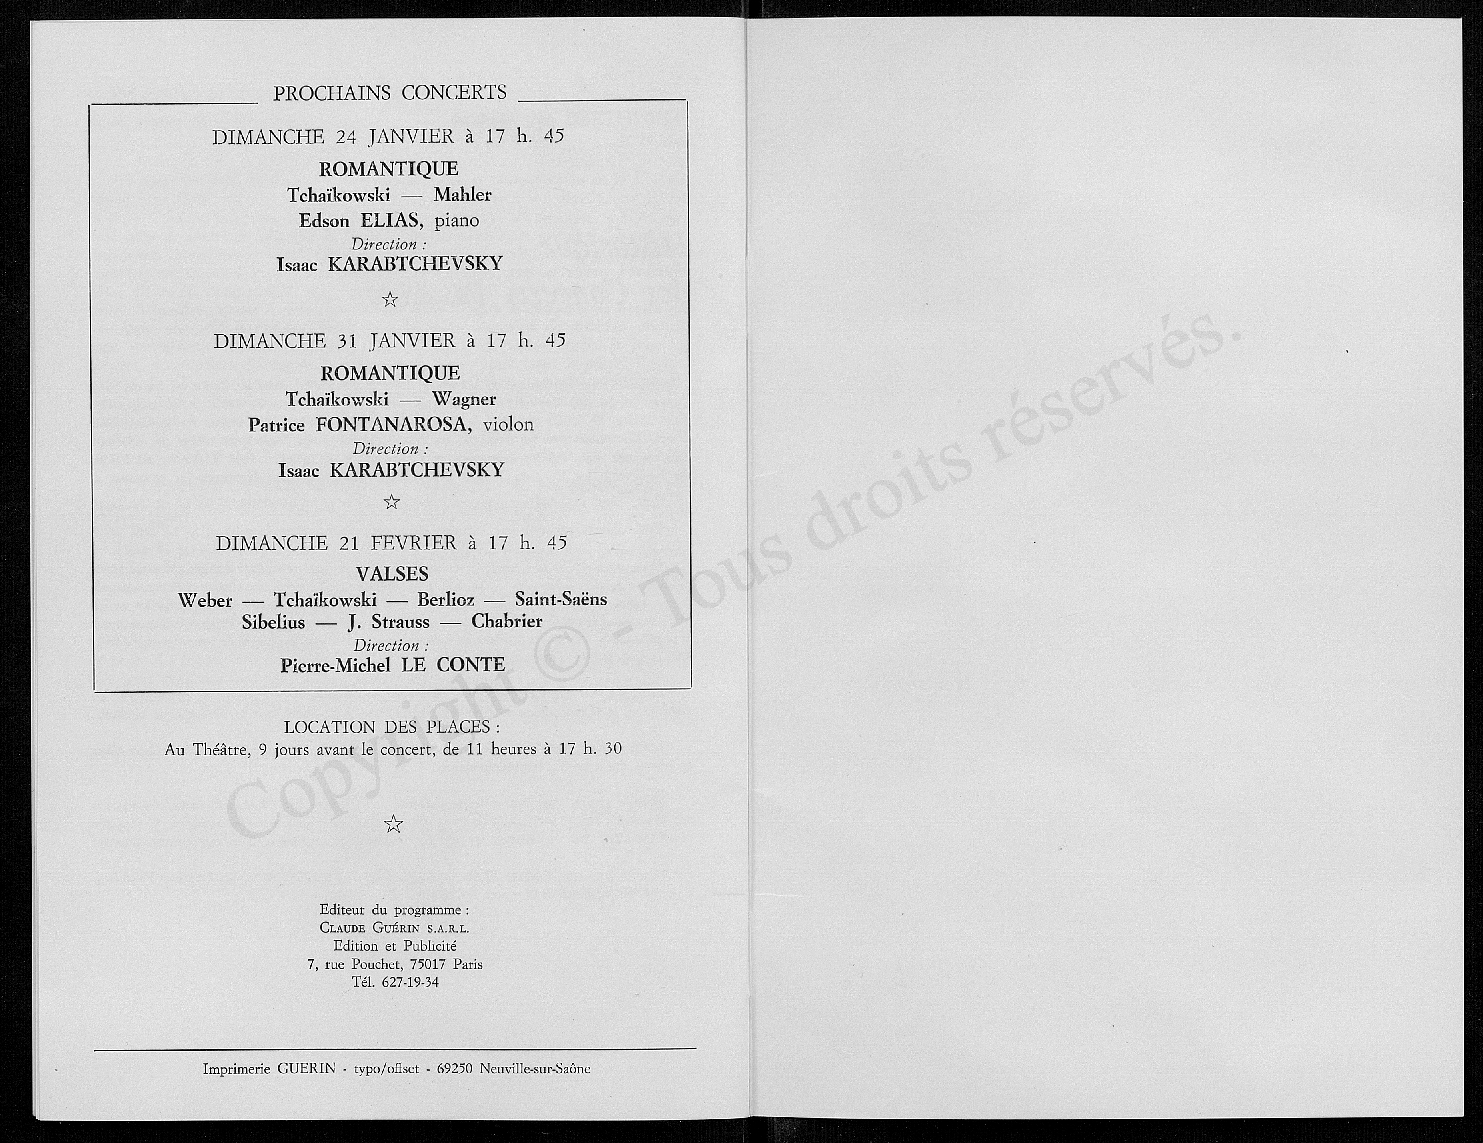 PROCHAINS CONCERTS
DIMANCHE 24 JANVIER à 17 h. 45
ROMANTIQUE
Tchaïkowski — Mahler
Edson ELIAS, piano
Direction :
Isaac KARABTCHEVSKY
☆
DIMANCHE 31 JANVIER à 17 h. 45
ROMANTIQUE
Tchaïkowski — Wagner
Patrice FONTANAROSA, violon
Direction :
Isaac KARABTCHEVSKY
☆
DIMANCHE 21 FEVRIER à 17 h. 45
VALSES
Weber — Tchaïkowski — Berlioz — Saint-Saëns
Sibelius — J. Strauss — Chabrier
Direction :
Pierre-Michel LE CONTE
LOCATION DES PLACES :
Au Théâtre, 9 jours avant le concert, de 11 heures à 17 h. 30
☆
Editeur du programme :
CLAUDE GUÉRIN S.A.R.L.
Edition et Publicité
7, rue Pouchet, 75017 Paris
Tél. 627-19-34
Imprimerie GUERIN - typo/offset - 69250 Neuville-sur-Saône
Copyright © - Tous droits réservés.